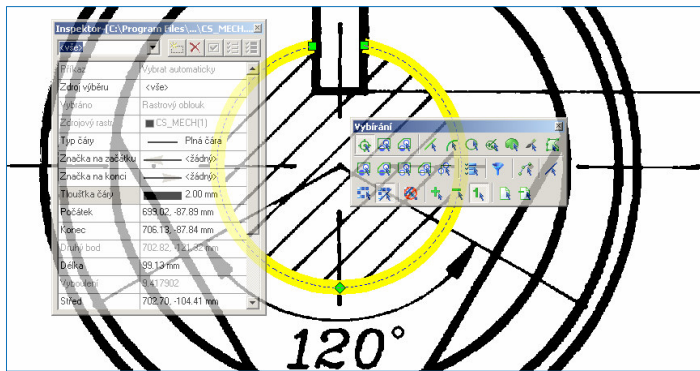 Inspektor [C:\Program Files\...\CS_MECH...
<vše>
Příkaz Vybrat automaticky
Zdroj výběru <vše>
Vybráno Rastrový oblouk
Zdrojový rastr CS_MECH(1)
Typ čáry Plná čára
Značka na začátku <žádný>
Značka na konci <žádný>
Tloušťka čáry 2.00 mm
Počátek 699.02, -87.89 mm
Konec 706.13, -87.84 mm
Druhý bod 702.82, -121.92 mm
Délka 99.13 mm
Vyboulení 9.417902
Střed 702.70, -104.41 mm
Vybírání
120°